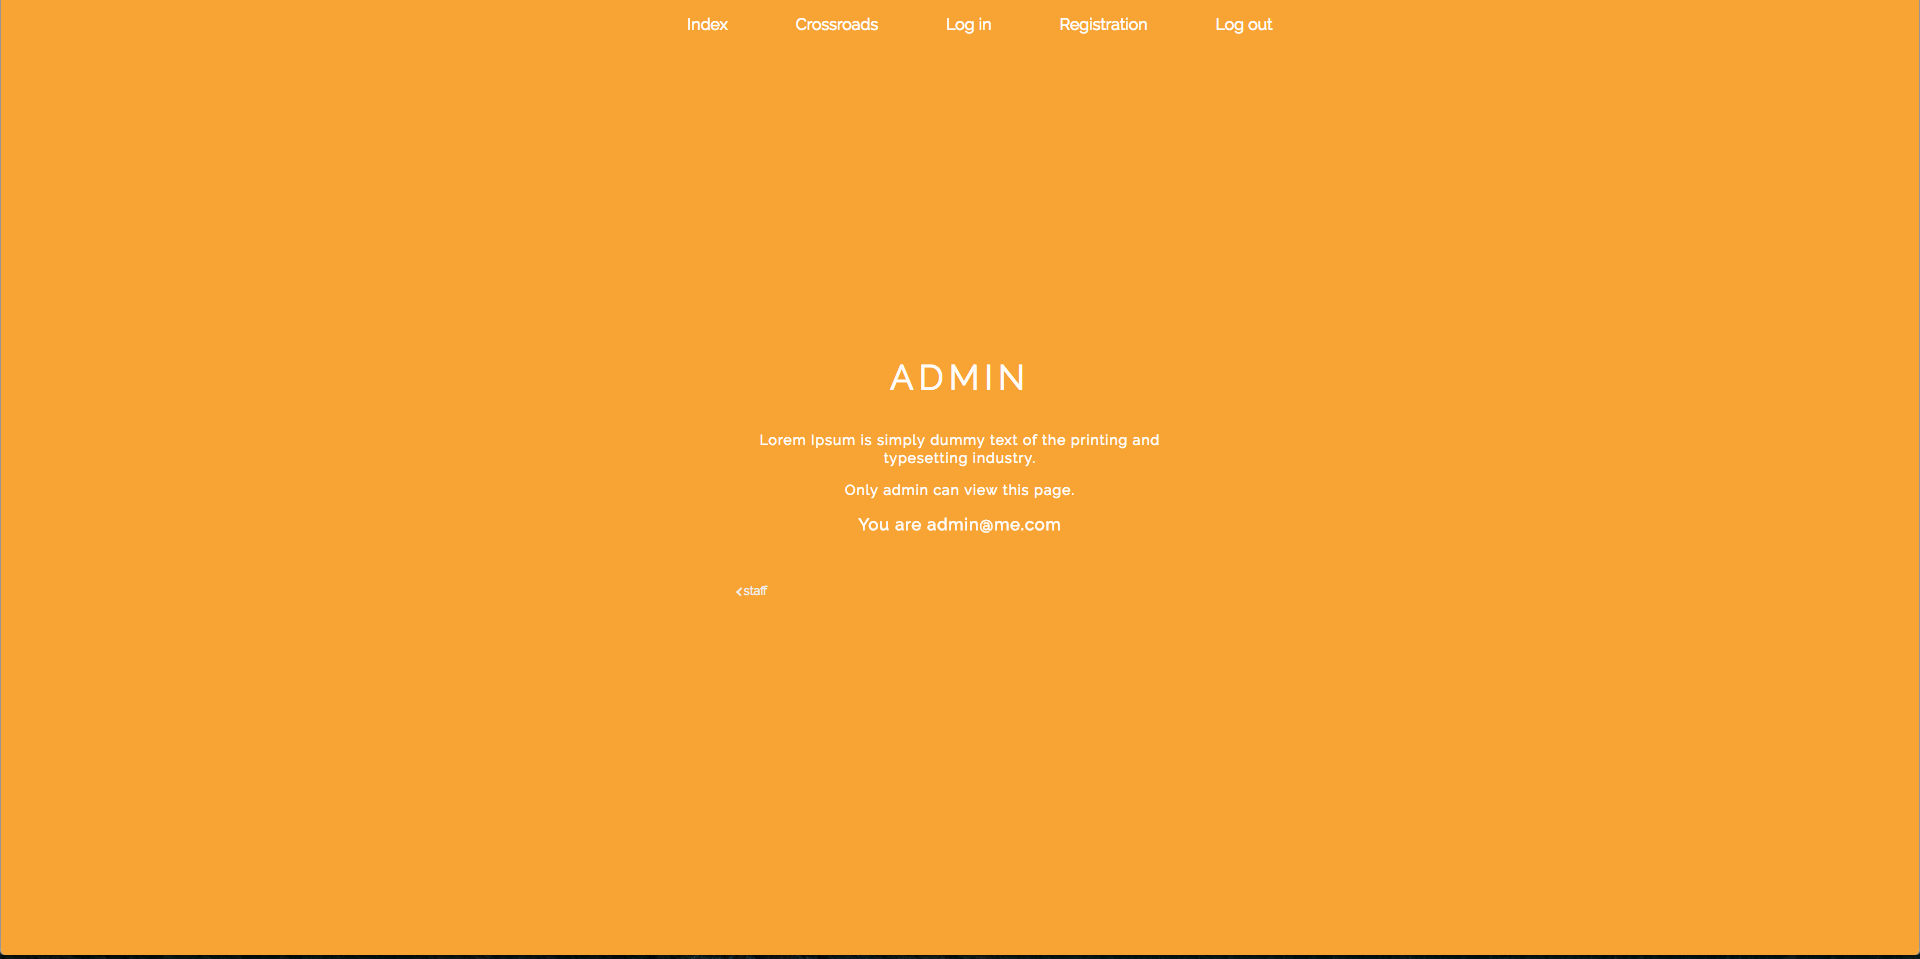 Index Crossroads Log in Registration Log out
ADMIN
Lorem Ipsum is simply dummy text of the printing and
typesetting industry.
Only admin can view this page.
You are admin@me.com
staff